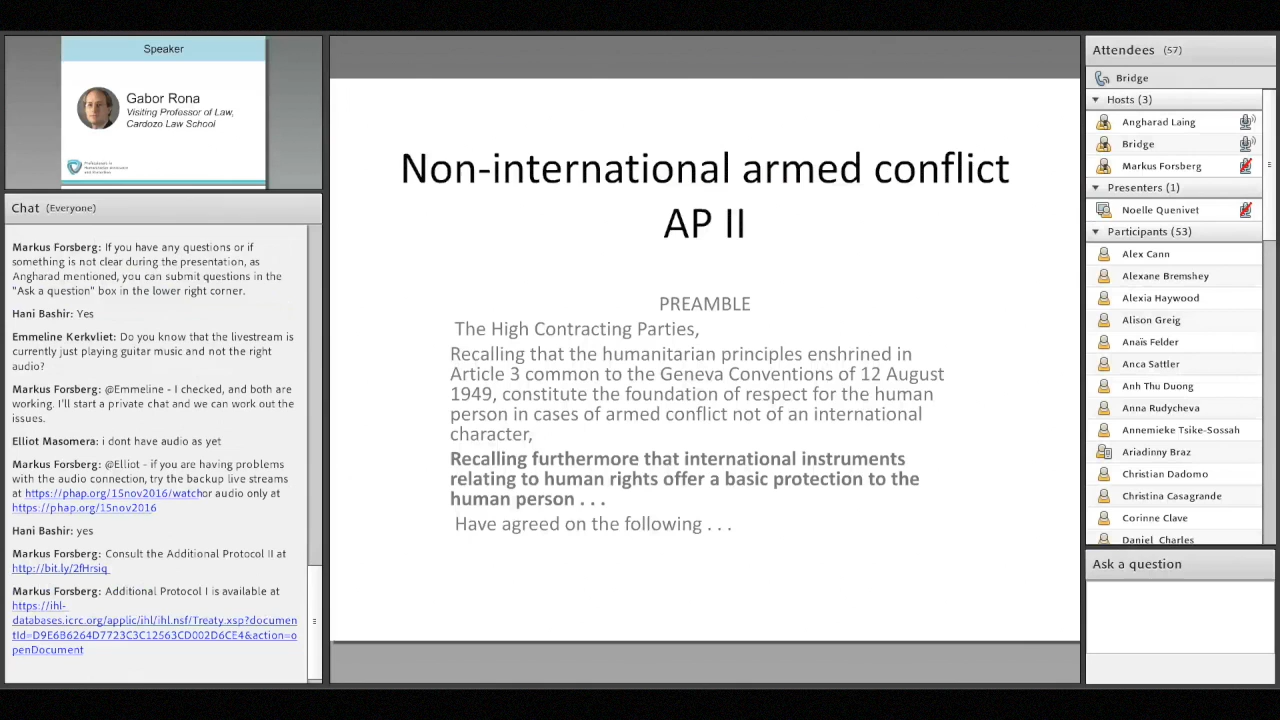 Speaker
Gabor Rona
Visiting Professor of Law,
Cardozo Law School
Professionals in
Humanitarian Assistance
and Protection
Chat (Everyone)
Markus Forsberg: If you have any questions or if
something is not clear during the presentation, as
Angharad mentioned, you can submit questions in the
"Ask a question" box in the lower right corner.
Hani Bashir: Yes
Emmeline Kerkvliet: Do you know that the livestream is
currently just playing guitar music and not the right
audio?
Markus Forsberg: @Emmeline - I checked, and both are
working. I'll start a private chat and we can work out the
issues.
Elliot Masomera: i dont have audio as yet
Markus Forsberg: @Elliot - if you are having problems
with the audio connection, try the backup live streams
at https://phap.org/15nov2016/watchor audio only at
https://phap.org/15nov2016
Hani Bashir: yes
Markus Forsberg: Consult the Additional Protocol II at
http://bit.ly/2fHrsiq
Markus Forsberg: Additional Protocol I is available at
https://ihl-
databases.icrc.org/applic/ihl/ihl.nsf/Treaty.xsp?documen
tId=D9E6B6264D7723C3C12563CD002D6CE4&action=o
penDocument
Non-international armed conflict
AP II
PREAMBLE
The High Contracting Parties,
Recalling that the humanitarian principles enshrined in
Article 3 common to the Geneva Conventions of 12 August
1949, constitute the foundation of respect for the human
person in cases of armed conflict not of an international
character,
Recalling furthermore that international instruments
relating to human rights offer a basic protection to the
human person . . .
Have agreed on the following . . .
Attendees (57)
Bridge
Hosts (3)
Angharad Laing
Bridge
Markus Forsberg
Presenters (1)
Noelle Quenivet
Participants (53)
Alex Cann
Alexane Bremshey
Alexia Haywood
Alison Greig
Anaïs Felder
Anca Sattler
Anh Thu Duong
Anna Rudycheva
Annemieke Tsike-Sossah
Ariadinny Braz
Christian Dadomo
Christina Casagrande
Corinne Clave
Daniel Charles
Ask a question